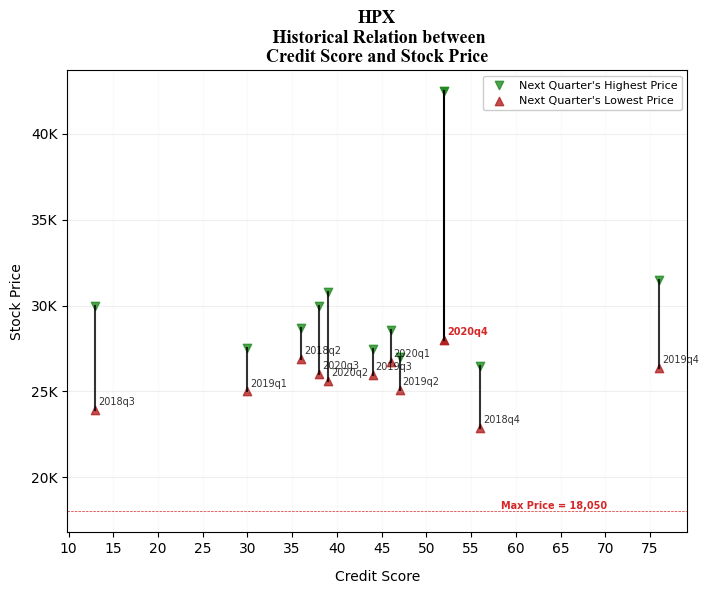 HPX
Historical Relation between
Credit Score and Stock Price
Next Quarter's Highest Price
Next Quarter's Lowest Price
Stock Price
40K
35K
30K
25K
20K
2020q4
2018q2
2020q1
2020q3
2019q3
2020q2
2019q4
2019q1
2019q2
2018q3
2018q4
Max Price = 18,050
10 15 20 25 30 35 40 45 50 55 60 65 70 75
Credit Score